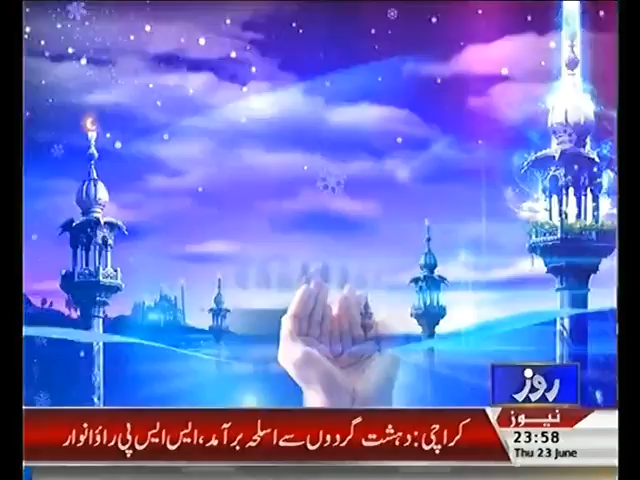 روز
نیوز
کراچی: دہشت گردوں سے اسلحہ برآمد، ایس ایس پی راؤ انوار
23:58
Thu 23 June